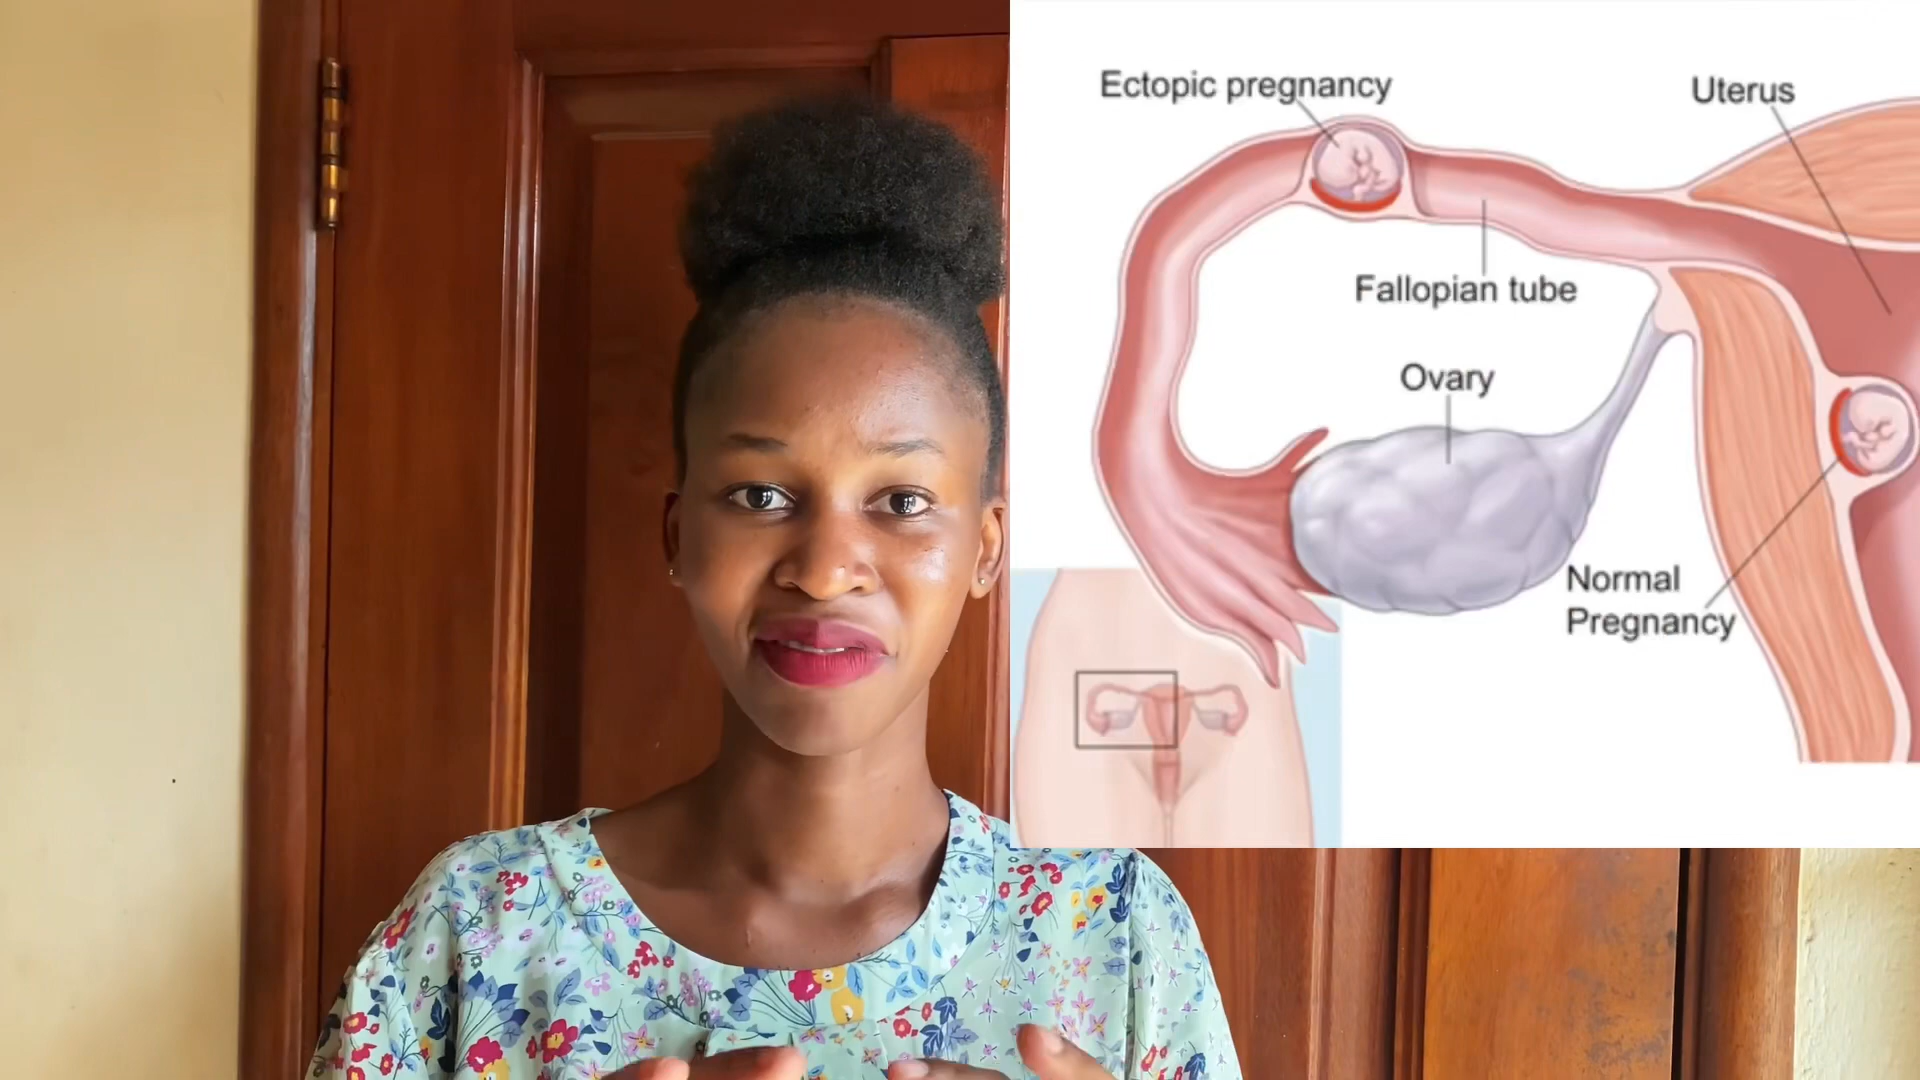 Ectopic pregnancy
Uterus
Fallopian tube
Ovary
Normal
Pregnancy